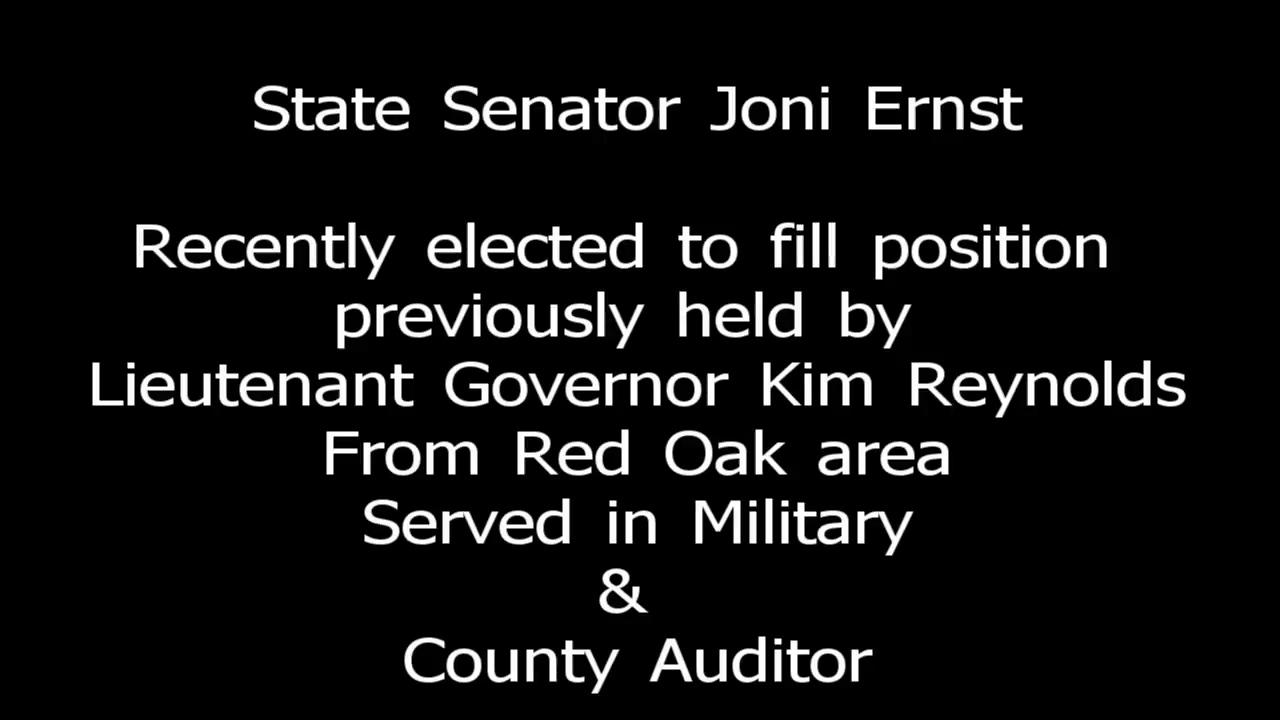 State Senator Joni Ernst
Recently elected to fill position
previously held by
Lieutenant Governor Kim Reynolds
From Red Oak area
Served in Military
&
County Auditor